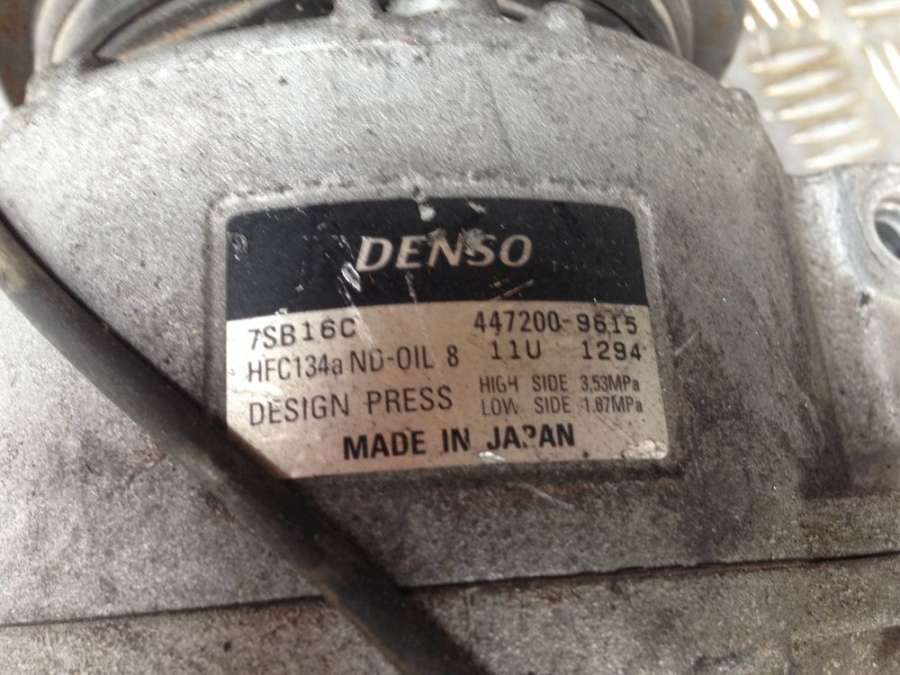 DENSO
7SB16C 447200-9615
HFC134a ND-OIL 8 11U 1294
DESIGN PRESS HIGH SIDE 3.53MPa
LOW SIDE 1.67MPa
MADE IN JAPAN